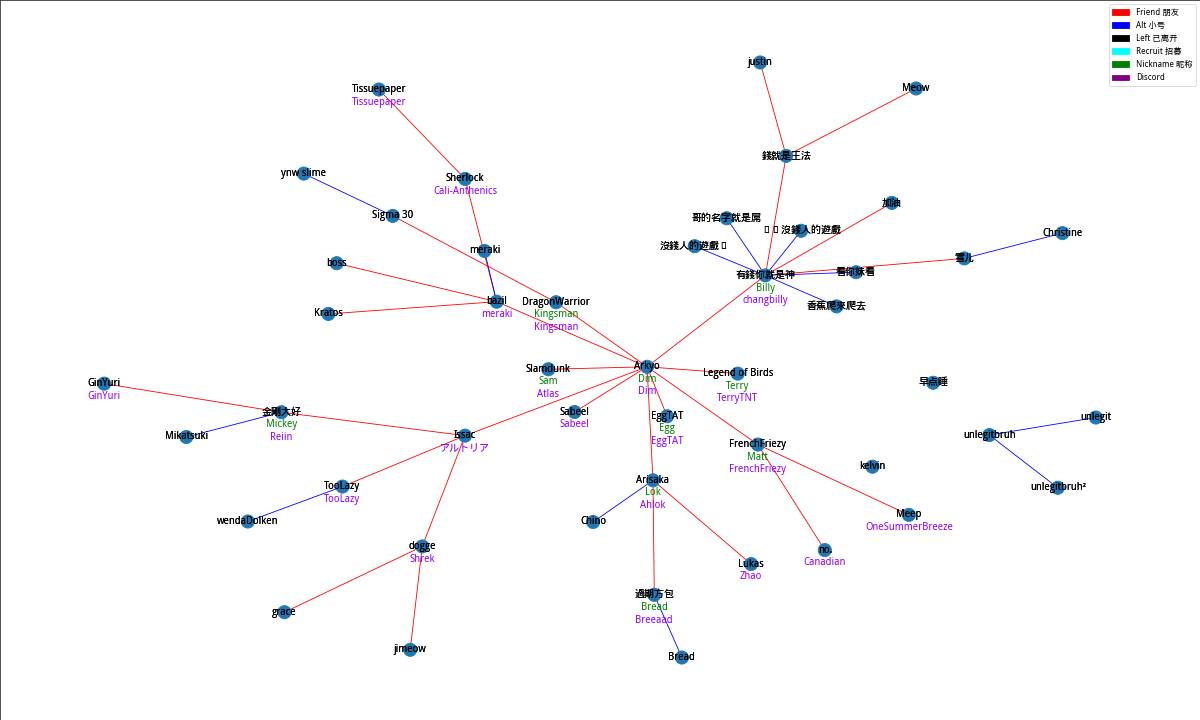 Friend 朋友
Alt 小号
Left 已离开
Recruit 招募
Nickname 昵称
Discord
justin
Tissuepaper
Tissuepaper
Meow
錢就是王法
ynw slime
Sherlock
Cali-Anthenics
加油
Sigma 30
哥的名字就是屌
沒錢人的遊戲
Christine
沒錢人的遊戲
meraki
boss
雪儿
看你妹看
有錢你就是神
Billy
changbilly
bazil
meraki
DragonWarrior
Kingsman
Kingsman
香蕉爬來爬去
Kratos
Arkyo
Dim
Dim
Slamdunk
Sam
Atlas
Legend of Birds
Terry
TerryTNT
GinYuri
GinYuri
早点睡
金剛大好
Mickey
Reiin
Sabeel
Sabeel
EggTAT
Egg
EggTAT
unlegit
Mikatsuki
Issac
アルトリア
unlegitbruh
FrenchFriezy
Matt
FrenchFriezy
kelvin
TooLazy
TooLazy
Arisaka
Lok
Ahlok
unlegitbruh²
wendaDolken
Chino
Meep
OneSummerBreeze
dogge
Shrek
no.
Canadian
Lukas
Zhao
過期方包
Bread
Breeaad
grace
jimeow
Bread